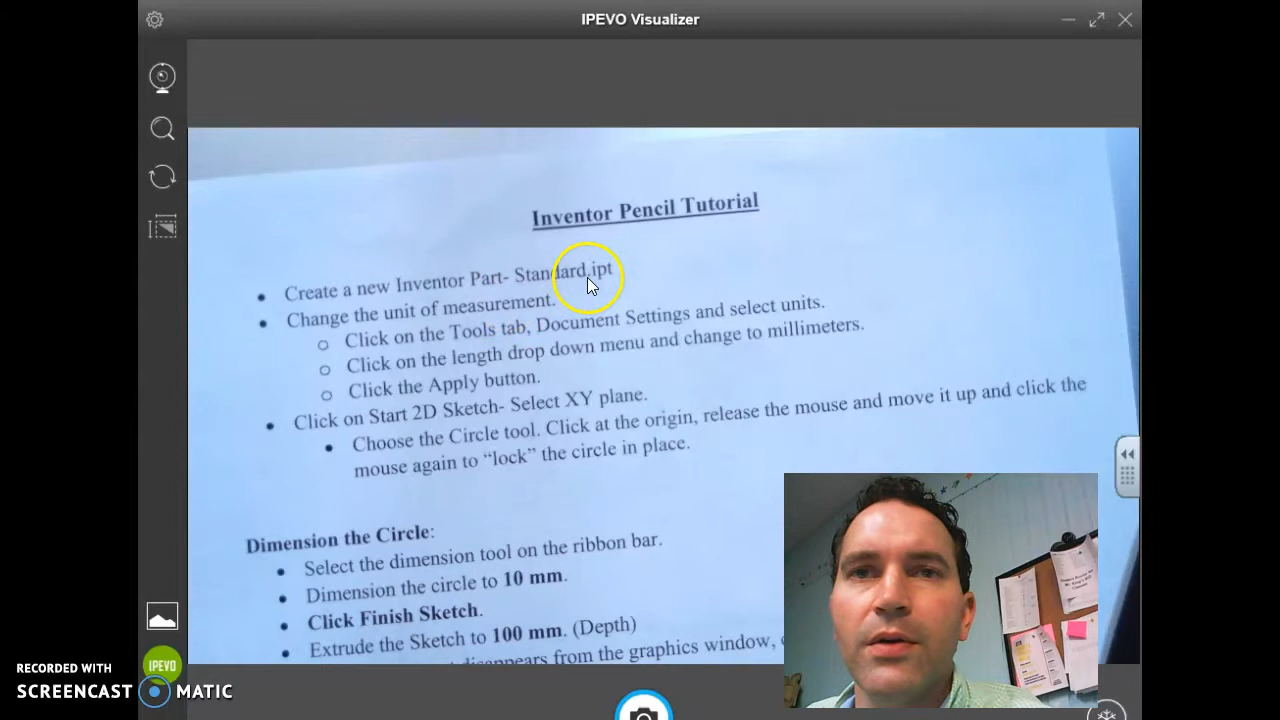 IPEVO Visualizer
Inventor Pencil Tutorial
• Create a new Inventor Part- Standard.ipt
• Change the unit of measurement.
o Click on the Tools tab, Document Settings and select units.
o Click on the length drop down menu and change to millimeters.
o Click the Apply button.
• Click on Start 2D Sketch- Select XY plane.
• Choose the Circle tool. Click at the origin, release the mouse and move it up and click the
mouse again to “lock” the circle in place.
Dimension the Circle:
• Select the dimension tool on the ribbon bar.
• Dimension the circle to 10 mm.
• Click Finish Sketch.
• Extrude the Sketch to 100 mm. (Depth)
disappears from the graphics window,
IPEVO
RECORDED WITH
SCREENCAST MATIC